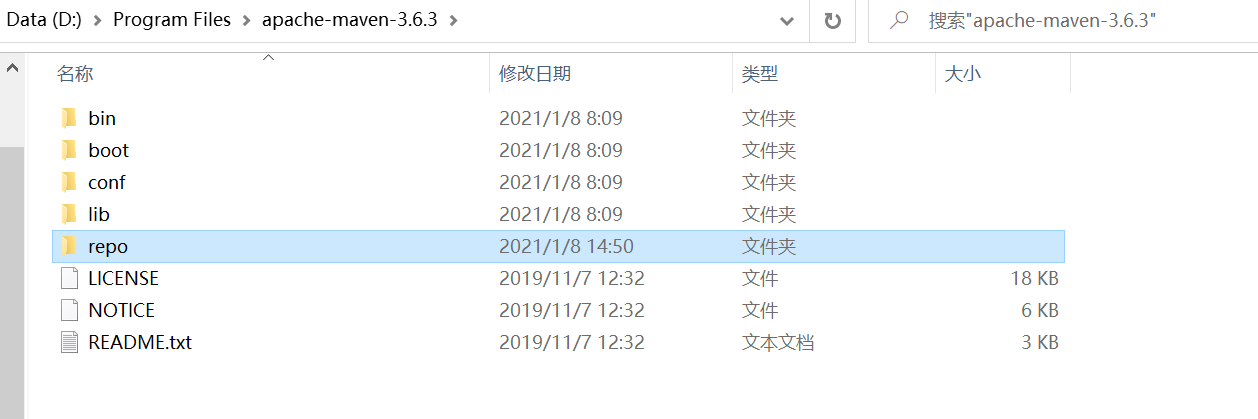 Data (D:) > Program Files > apache-maven-3.6.3 > 搜索"apache-maven-3.6.3"
名称 修改日期 类型 大小
bin 2021/1/8 8:09 文件夹
boot 2021/1/8 8:09 文件夹
conf 2021/1/8 8:09 文件夹
lib 2021/1/8 8:09 文件夹
repo 2021/1/8 14:50 文件夹
LICENSE 2019/11/7 12:32 文件 18 KB
NOTICE 2019/11/7 12:32 文件 6 KB
README.txt 2019/11/7 12:32 文本文档 3 KB